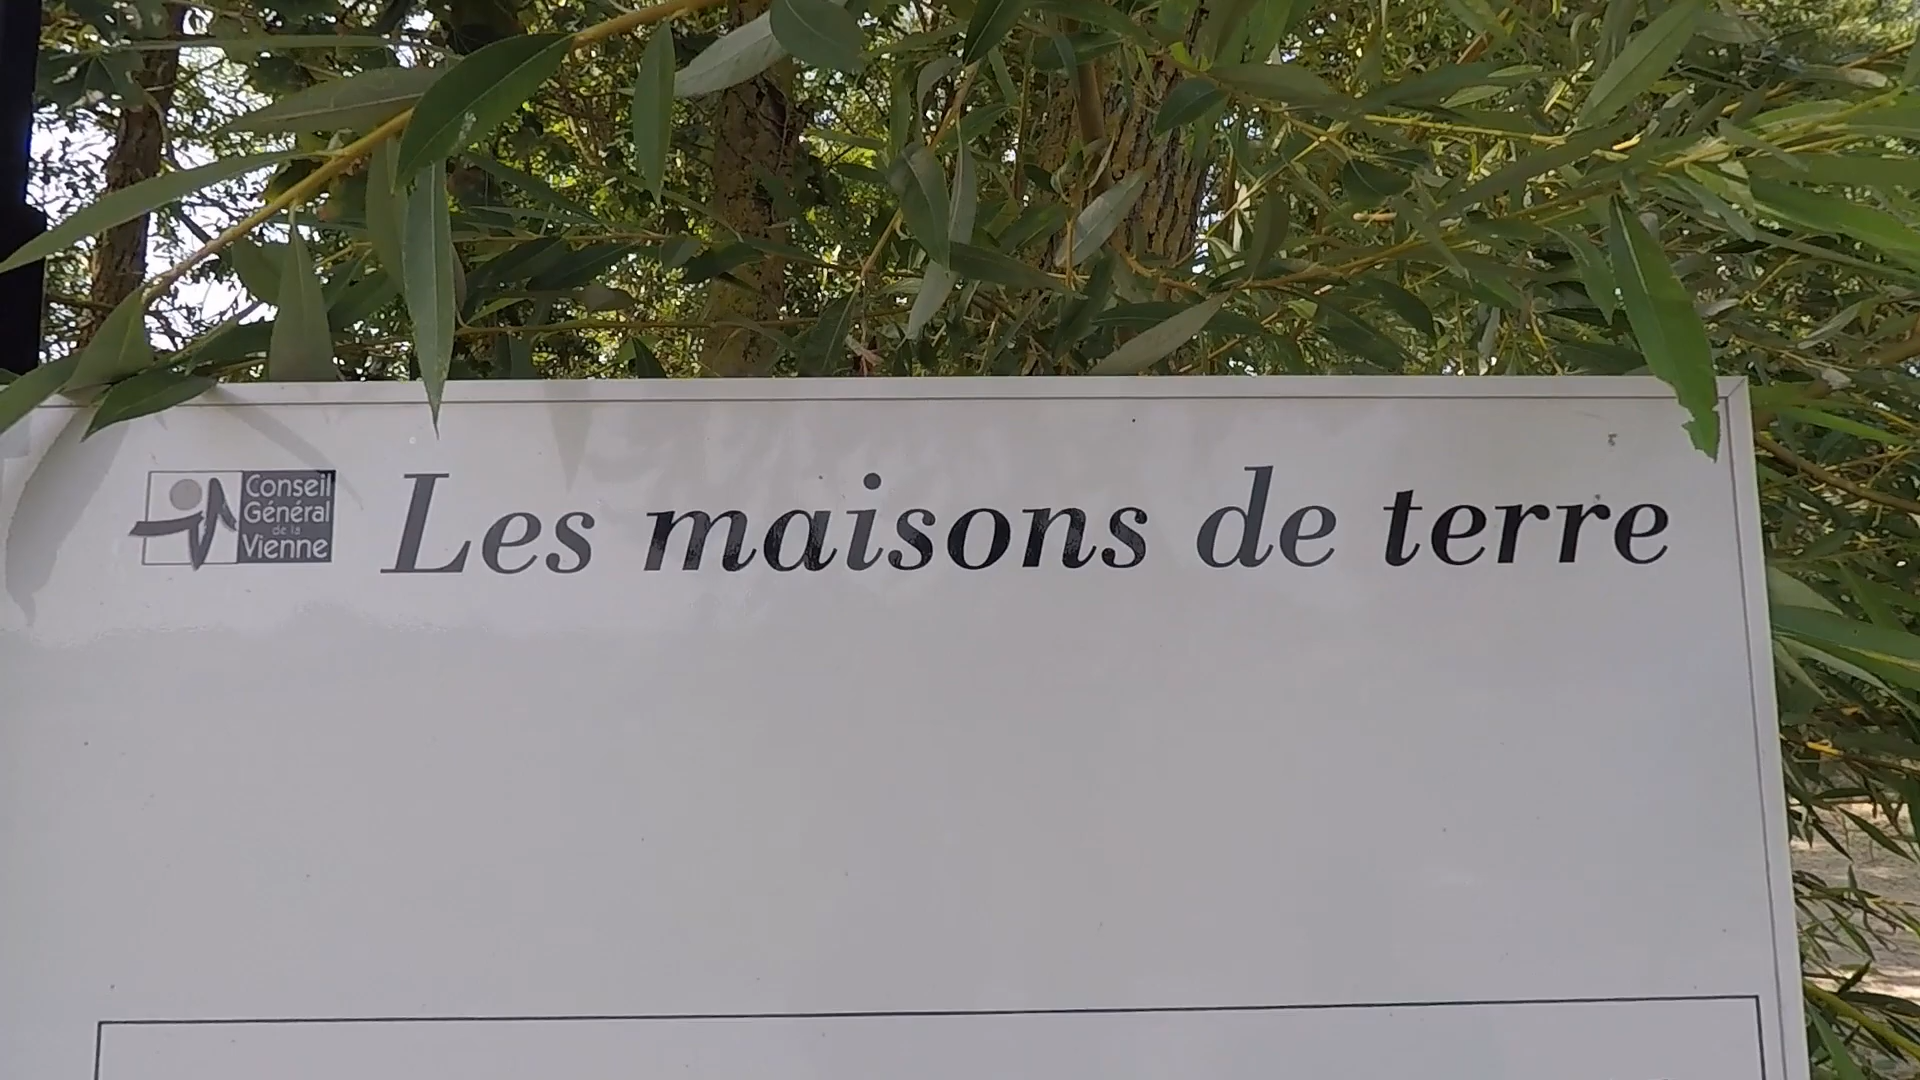 Conseil
Général
de la
Vienne
Les maisons de terre